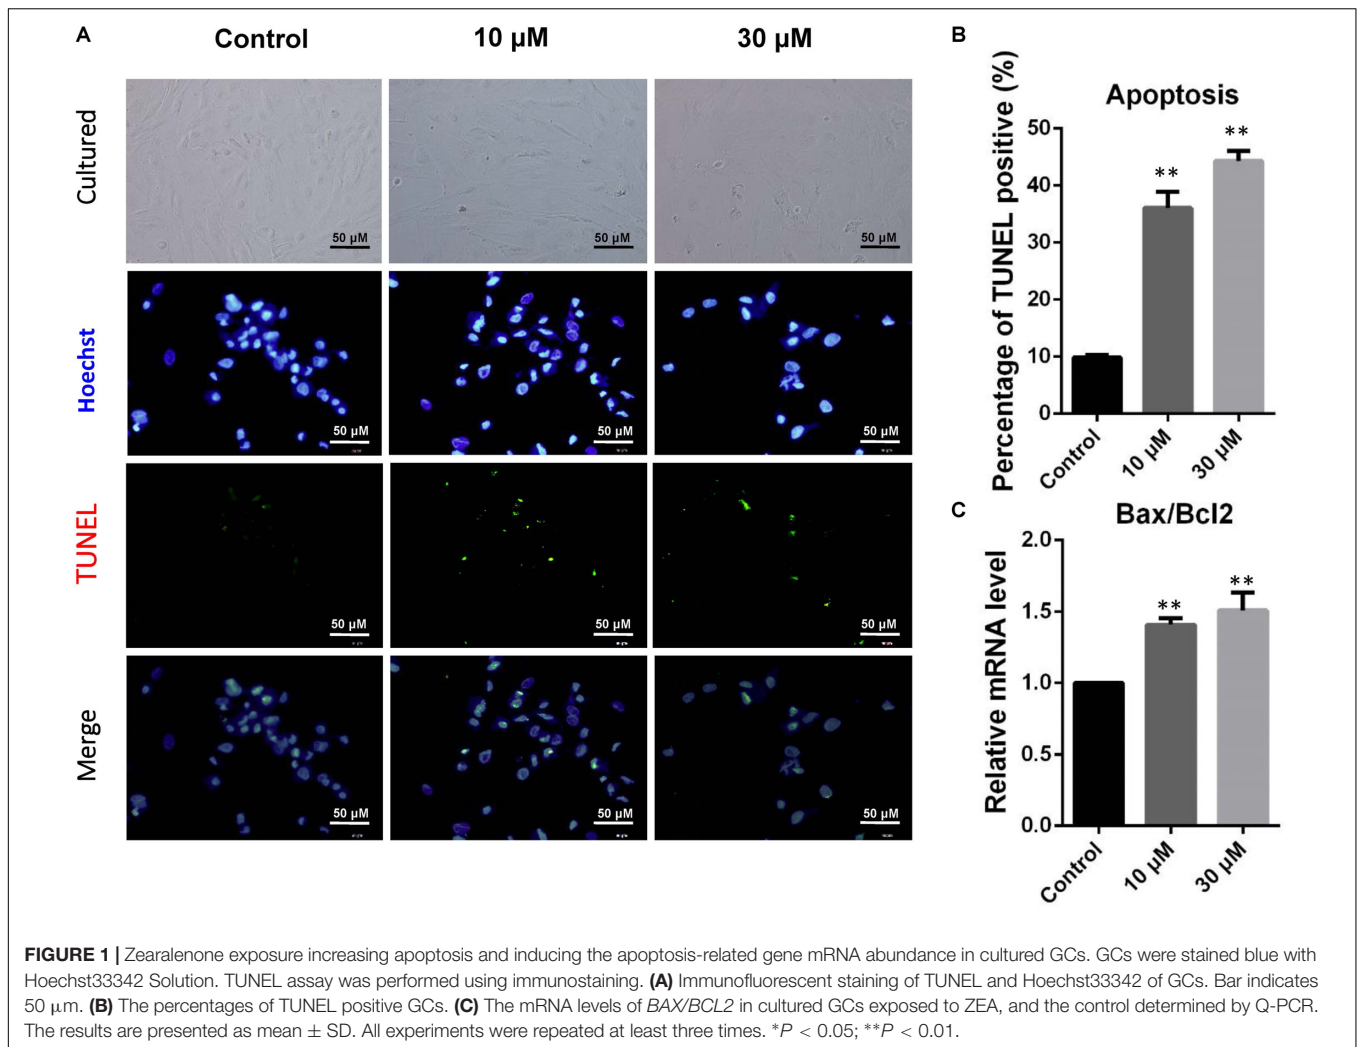 A
Control
10 µM
30 µM
Cultured
50 µM
50 µM
50 µM
Hoechst
50 µM
50 µM
50 µM
TUNEL
50 µM
50 µM
50 µM
Merge
50 µM
50 µM
50 µM
B
Apoptosis
Percentage of TUNEL positive (%)
50
40
30
20
10
0
**
**
Control
10 µM
30 µM
C
Bax/Bcl2
Relative mRNA level
2.0
1.5
1.0
0.5
0.0
**
**
Control
10 µM
30 µM
FIGURE 1 | Zearalenone exposure increasing apoptosis and inducing the apoptosis-related gene mRNA abundance in cultured GCs. GCs were stained blue with
Hoechst33342 Solution. TUNEL assay was performed using immunostaining. (A) Immunofluorescent staining of TUNEL and Hoechst33342 of GCs. Bar indicates
50 µm. (B) The percentages of TUNEL positive GCs. (C) The mRNA levels of BAX/BCL2 in cultured GCs exposed to ZEA, and the control determined by Q-PCR.
The results are presented as mean ± SD. All experiments were repeated at least three times. *P < 0.05; **P < 0.01.